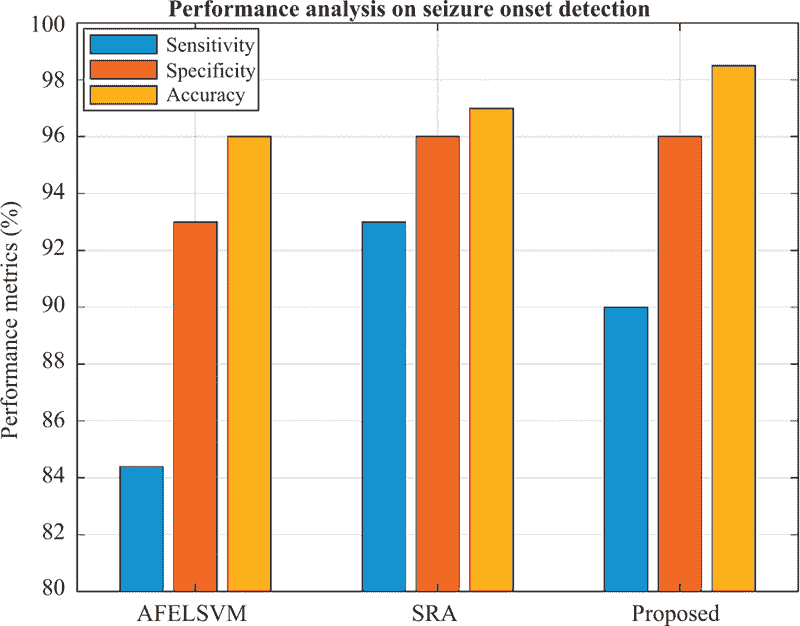 Performance analysis on seizure onset detection
Sensitivity
Specificity
Accuracy
Performance metrics (%)
100
98
96
94
92
90
88
86
84
82
80
AFELSVM SRA Proposed